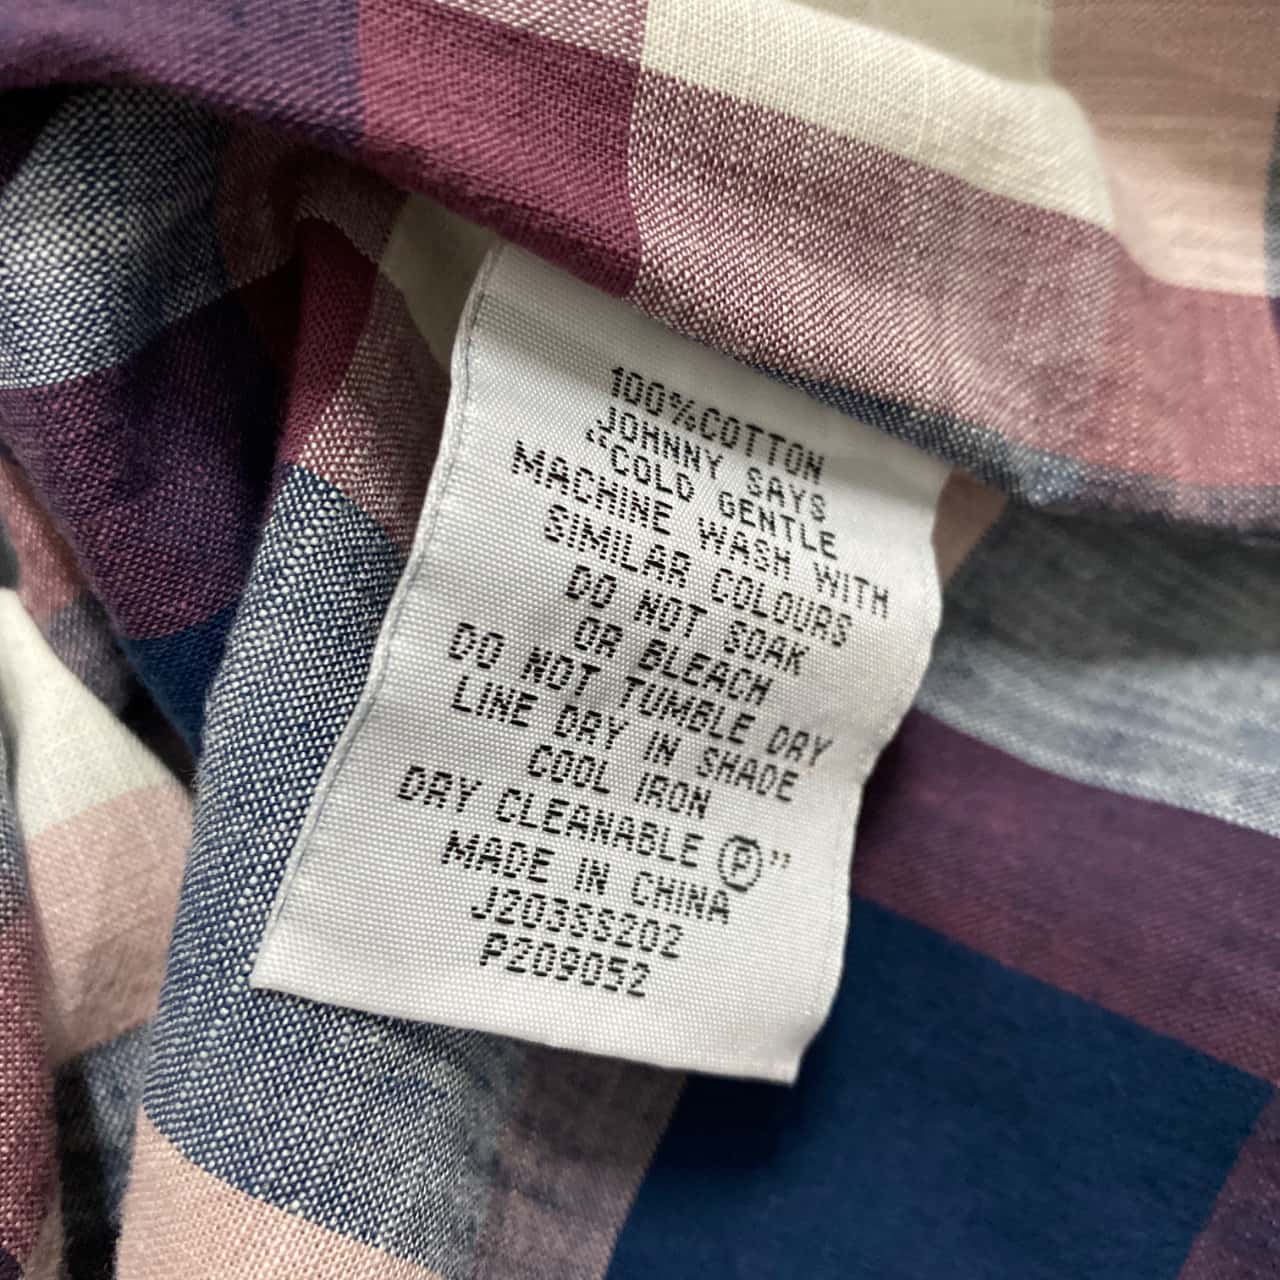 100%COTTON
JOHNNY SAYS
“COLD GENTLE
MACHINE WASH WITH
SIMILAR COLOURS
DO NOT SOAK
OR BLEACH
DO NOT TUMBLE DRY
LINE DRY IN SHADE
COOL IRON
DRY CLEANABLE Ⓟ”
MADE IN CHINA
J203SS202
P209052